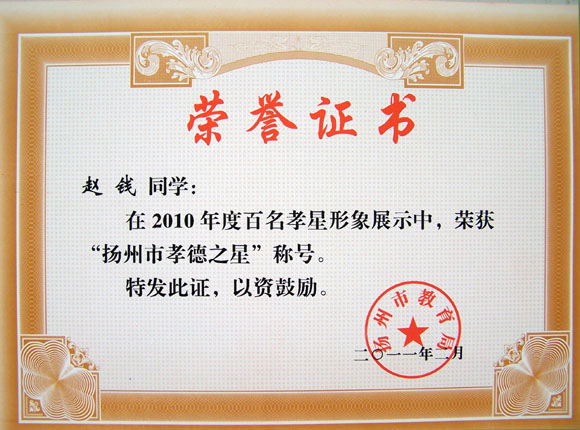 荣誉证书
赵 钱 同学：
在 2010 年度百名孝星形象展示中，荣获
“扬州市孝德之星”称号。
特发此证，以资鼓励。
扬州市教育局
二〇一一年二月